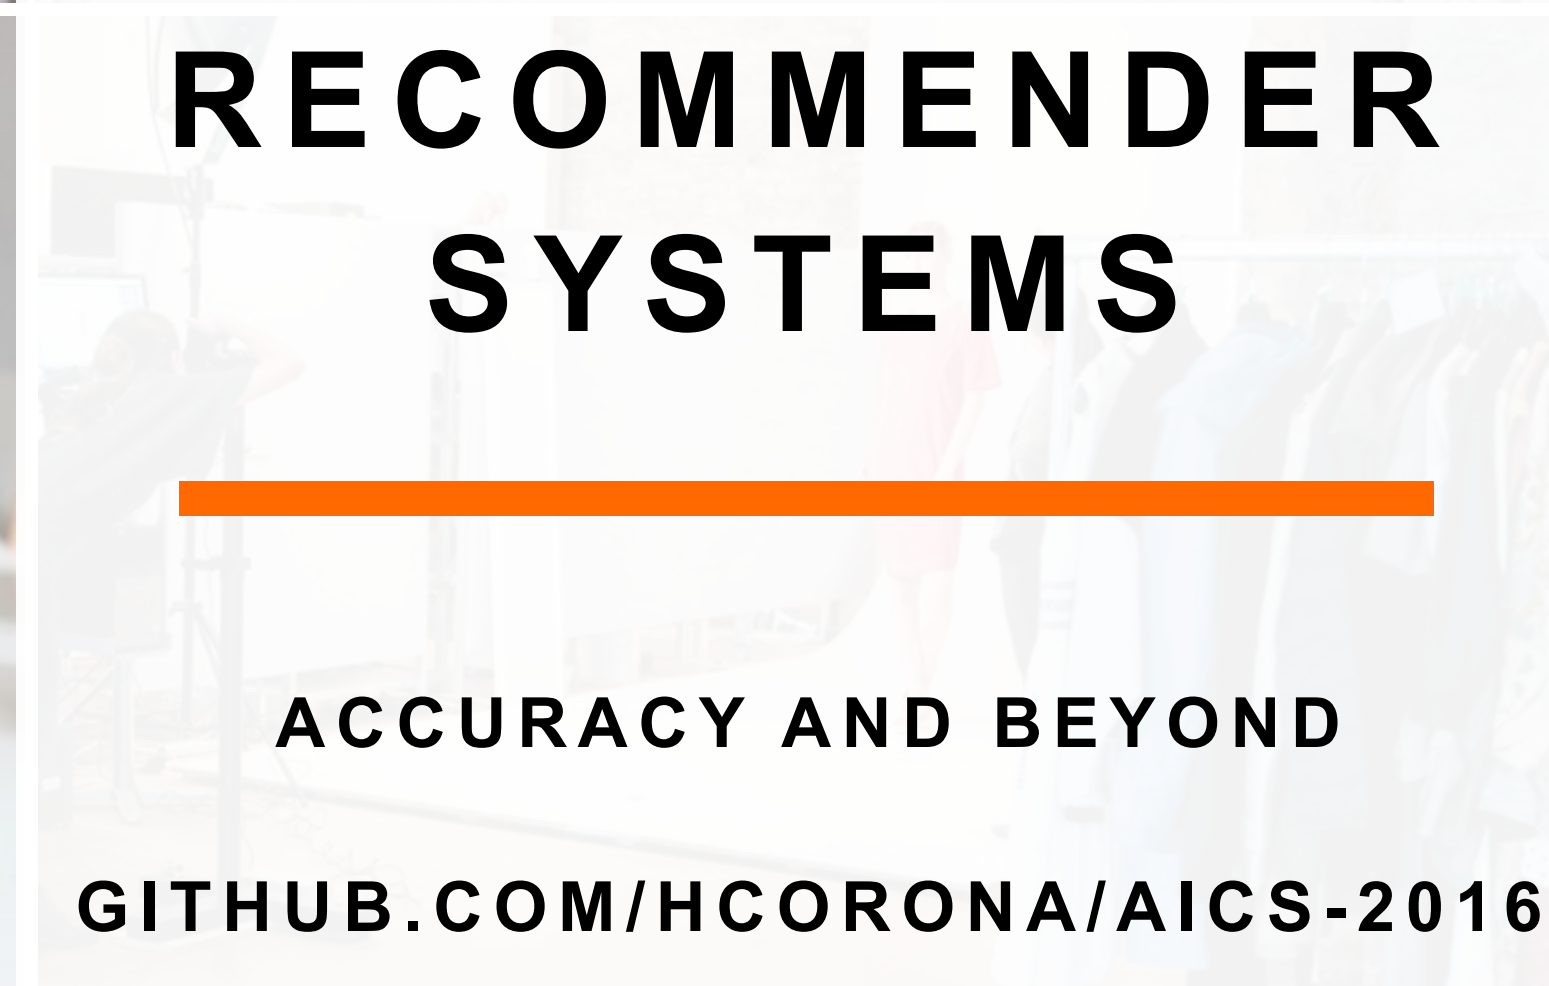 RECOMMENDER
SYSTEMS
ACCURACY AND BEYOND
GITHUB.COM/HCORONA/AICS-2016